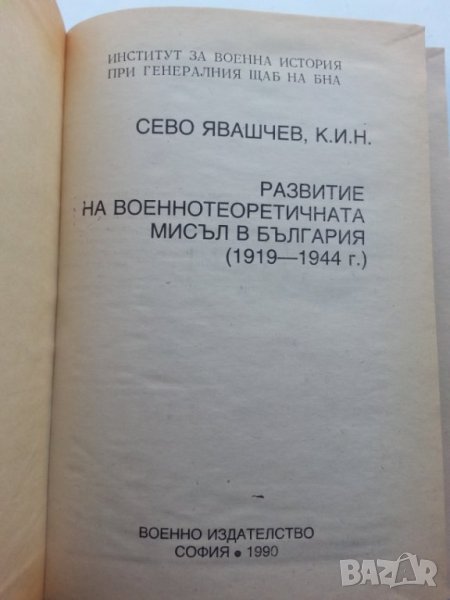 ИНСТИТУТ ЗА ВОЕННА ИСТОРИЯ
ПРИ ГЕНЕРАЛНИЯ ЩАБ НА БНА
СЕВО ЯВАШЧЕВ, К.И.Н.
РАЗВИТИЕ
НА ВОЕННОТЕОРЕТИЧНАТА
МИСЪЛ В БЪЛГАРИЯ
(1919—1944 г.)
ВОЕННО ИЗДАТЕЛСТВО
СОФИЯ • 1990
BAZAR